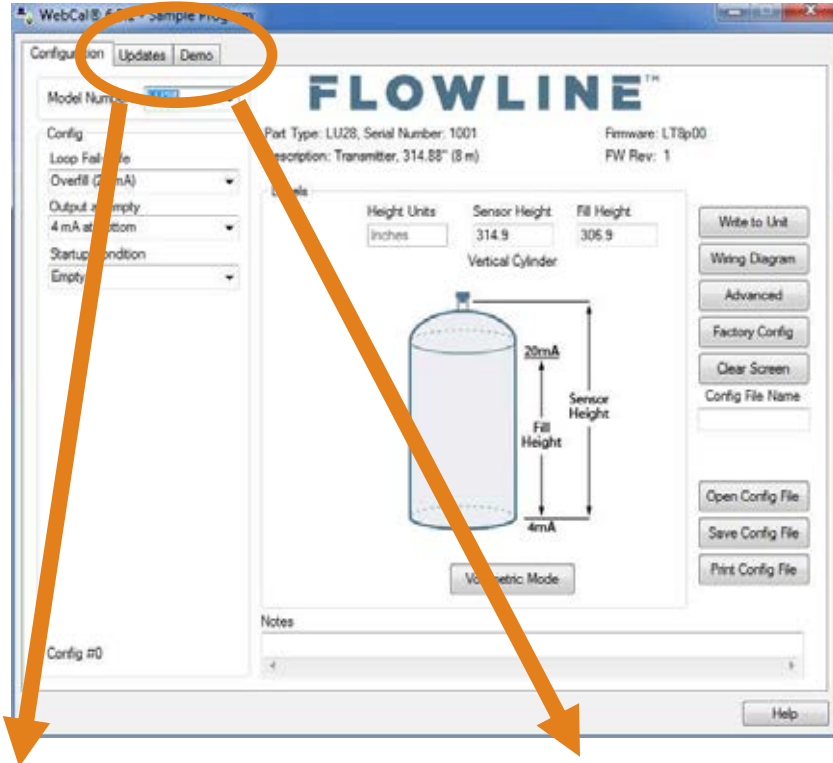 WebCal® - Sample Program
Configuration Updates Demo
Model Number
FLOWLINE™
Config
Part Type: LU28, Serial Number: 1001
Firmware: LT8p00
Description: Transmitter, 314.88" (8 m)
FW Rev: 1
Loop Fail
Overfill
Output
4 mA at
Startup
Empty
Height Units
Sensor Height
Fill Height
Inches
314.9
306.9
Vertical Cylinder
20mA
Sensor
Height
Fill
Height
4mA
Mode
Write to Unit
Wiring Diagram
Advanced
Factory Config
Clear Screen
Config File Name
Open Config File
Save Config File
Print Config File
Notes
Config #0
Help